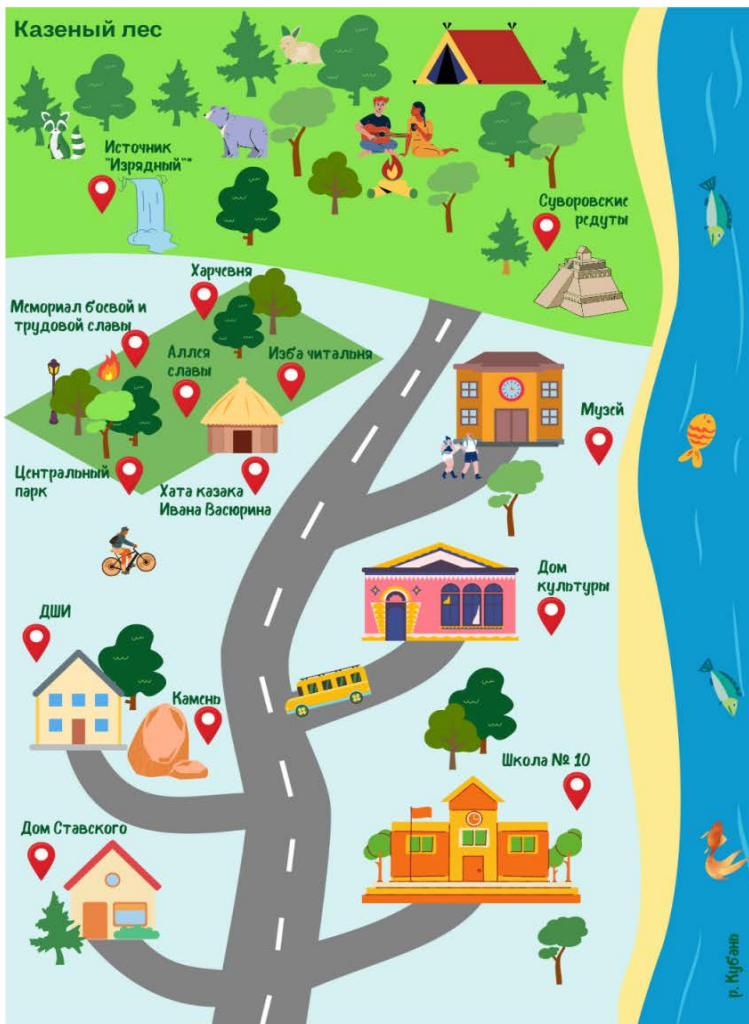 Казеный лес
Источник
"Изрядный"*
Суворовские
редуты
Харчевня
Мемориал боевой и
трудовой славы
Аллея
славы
Изба читальня
Музей
Центральный
парк
Хата казака
Ивана Васюрина
Дом
культуры
ДШИ
Камень
Школа № 10
Дом Ставского
р. Кубань